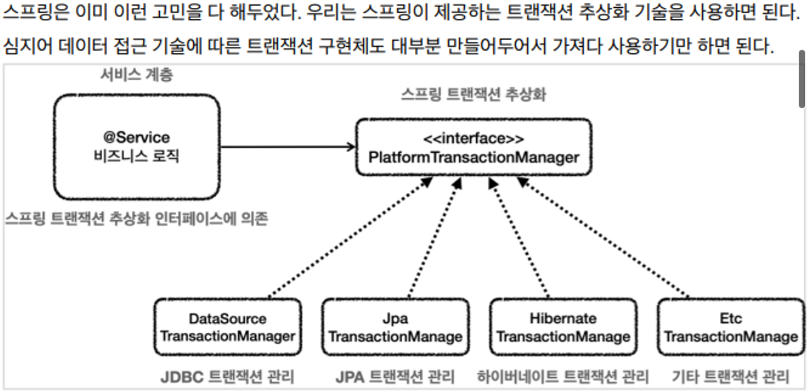 스프링은 이미 이런 고민을 다 해두었다. 우리는 스프링이 제공하는 트랜잭션 추상화 기술을 사용하면 된다.
심지어 데이터 접근 기술에 따른 트랜잭션 구현체도 대부분 만들어두어서 가져다 사용하기만 하면 된다.
서비스 계층
스프링 트랜잭션 추상화
@Service
비즈니스 로직
<<interface>>
PlatformTransactionManager
스프링 트랜잭션 추상화 인터페이스에 의존
DataSource
TransactionManager
Jpa
TransactionManage
Hibernate
TransactionManage
Etc
TransactionManage
JDBC 트랜잭션 관리
JPA 트랜잭션 관리
하이버네이트 트랜잭션 관리
기타 트랜잭션 관리